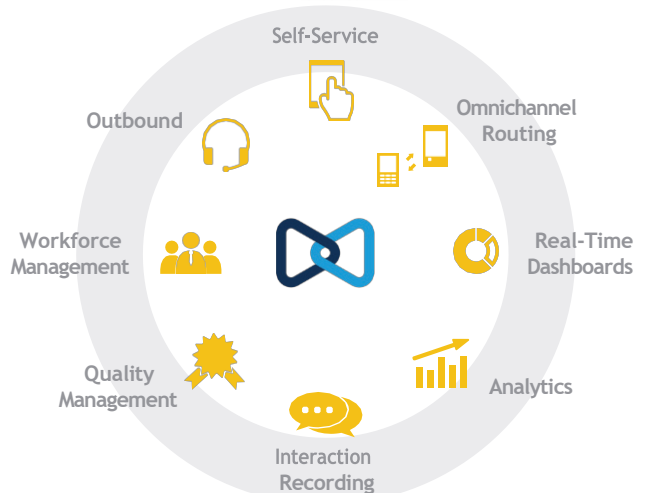 Self-Service
Omnichannel
Routing
Real-Time
Dashboards
Analytics
Interaction
Recording
Quality
Management
Workforce
Management
Outbound